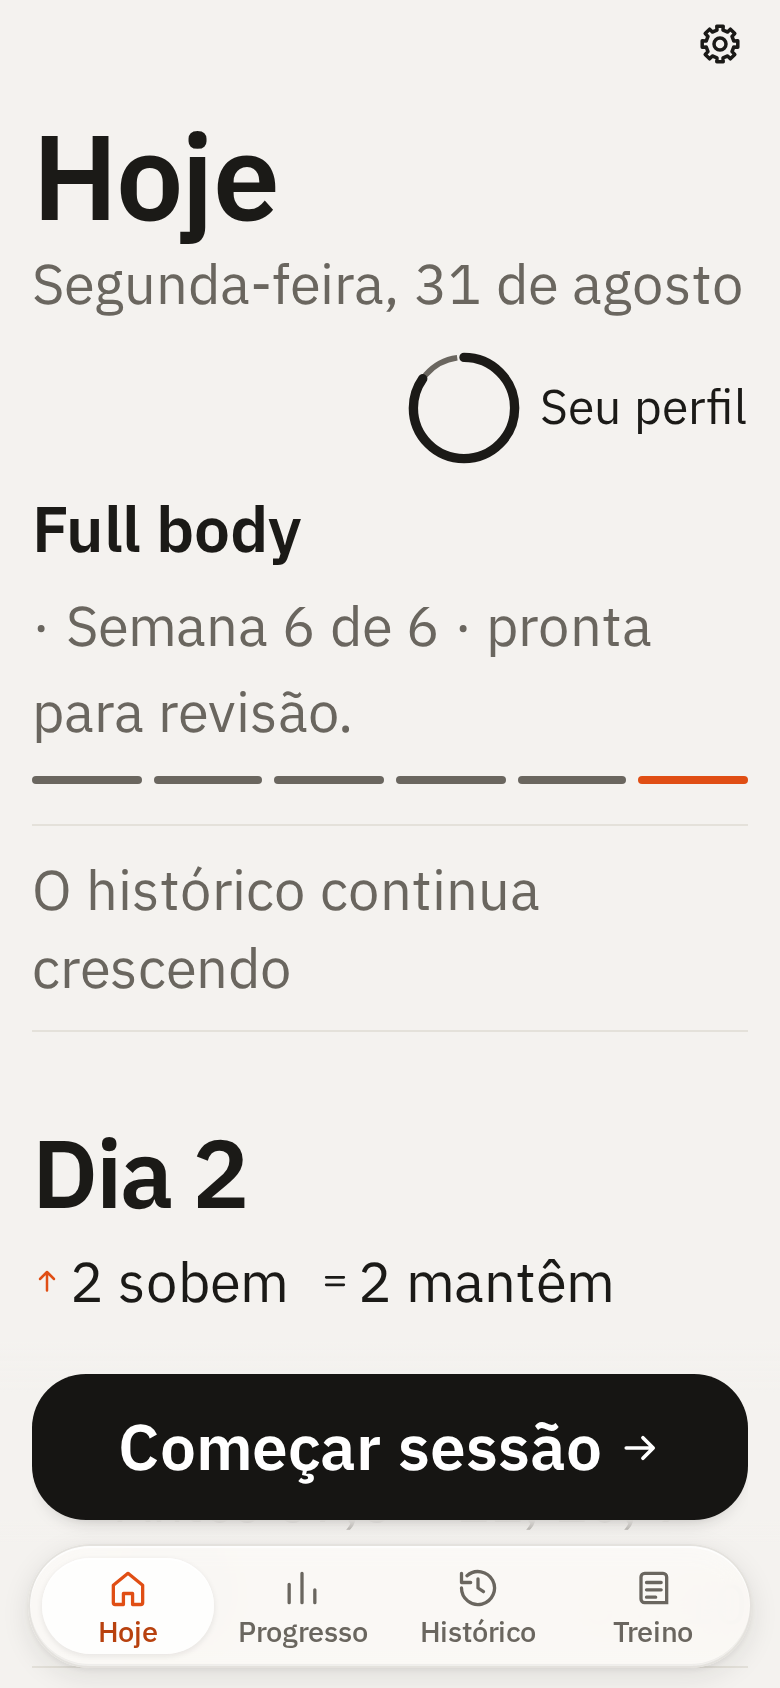 Hoje
Segunda-feira, 31 de agosto
Seu perfil
Full body
· Semana 6 de 6 · pronta
para revisão.
O histórico continua
crescendo
Dia 2
↑ 2 sobem = 2 mantêm
Começar sessão →
Hoje
Progresso
Histórico
Treino